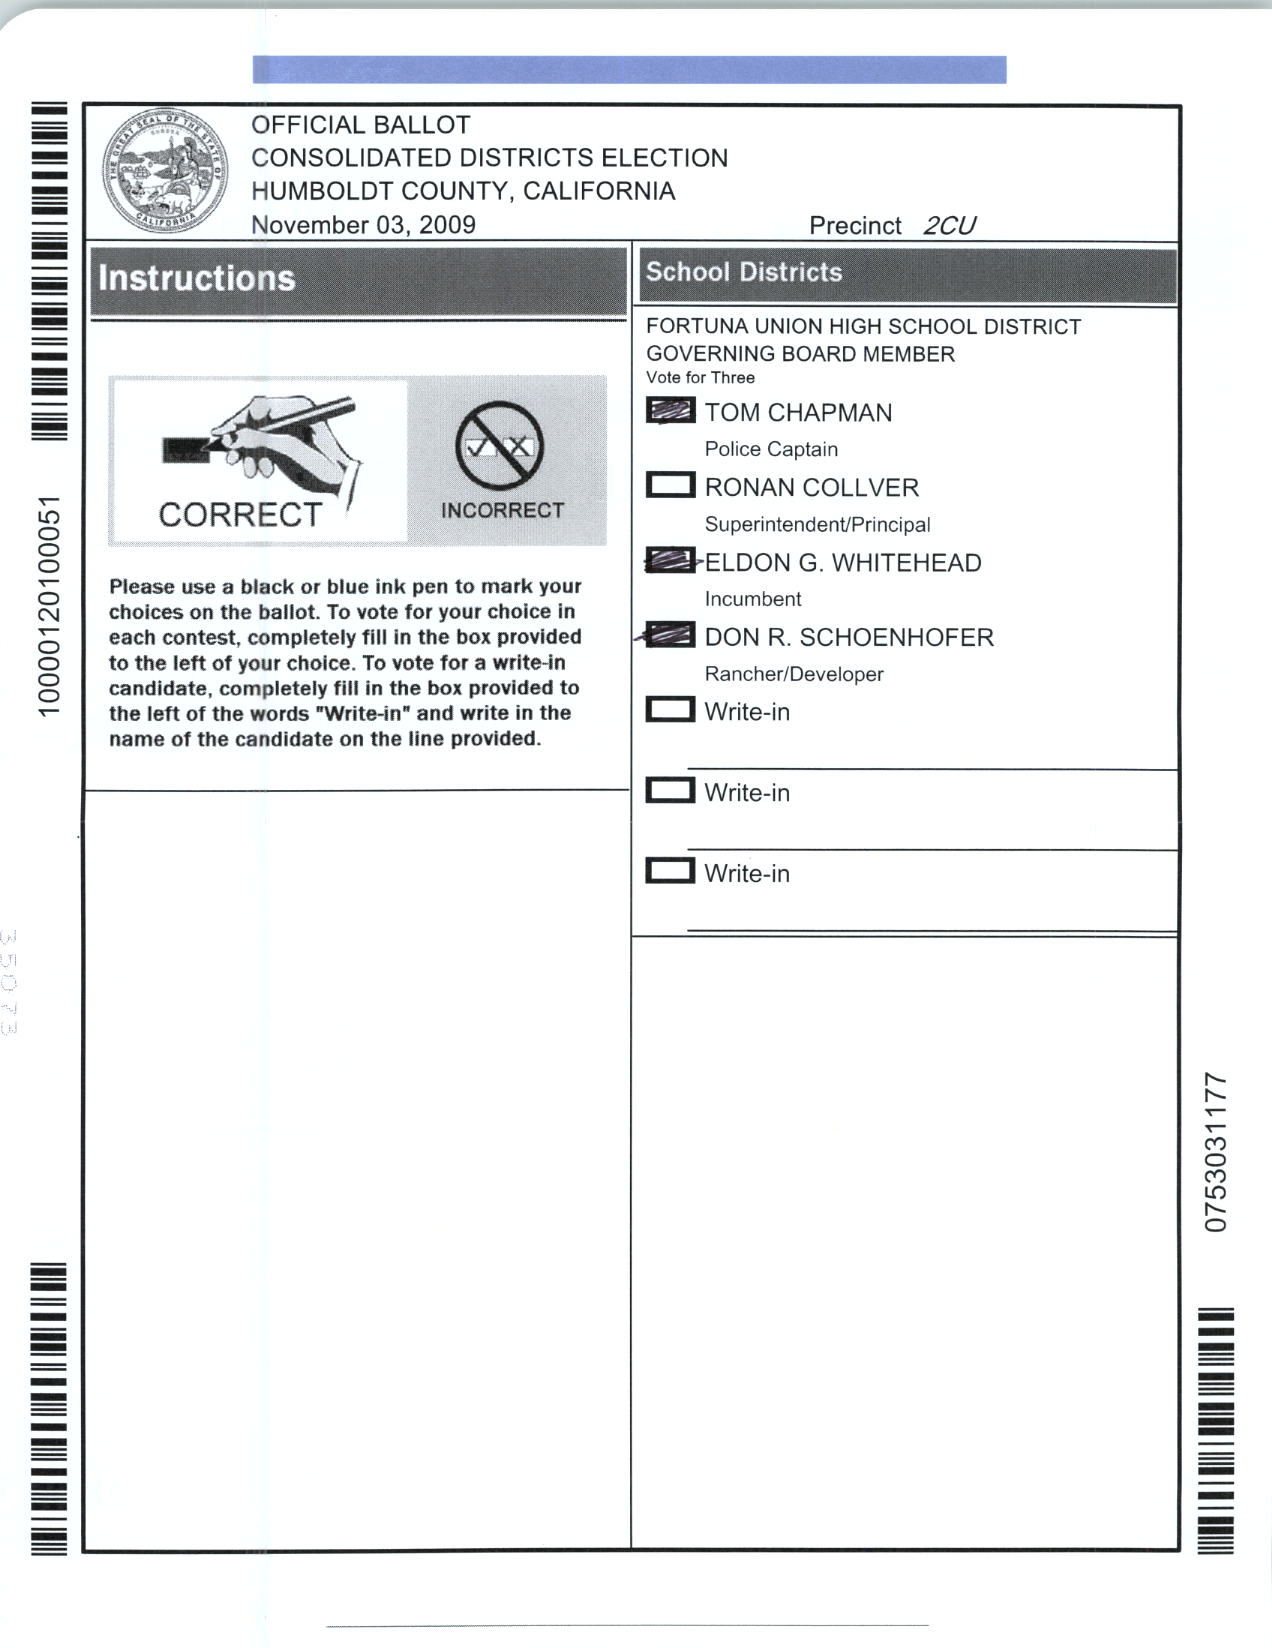 OFFICIAL BALLOT
CONSOLIDATED DISTRICTS ELECTION
HUMBOLDT COUNTY, CALIFORNIA
November 03, 2009
Precinct 2CU
THE GREAT SEAL OF THE STATE OF
CALIFORNIA
Instructions
CORRECT
INCORRECT
Please use a black or blue ink pen to mark your
choices on the ballot. To vote for your choice in
each contest, completely fill in the box provided
to the left of your choice. To vote for a write-in
candidate, completely fill in the box provided to
the left of the words "Write-in" and write in the
name of the candidate on the line provided.
School Districts
FORTUNA UNION HIGH SCHOOL DISTRICT
GOVERNING BOARD MEMBER
Vote for Three
TOM CHAPMAN
Police Captain
RONAN COLLVER
Superintendent/Principal
ELDON G. WHITEHEAD
Incumbent
DON R. SCHOENHOFER
Rancher/Developer
Write-in
Write-in
Write-in
10000120100051
0753031177